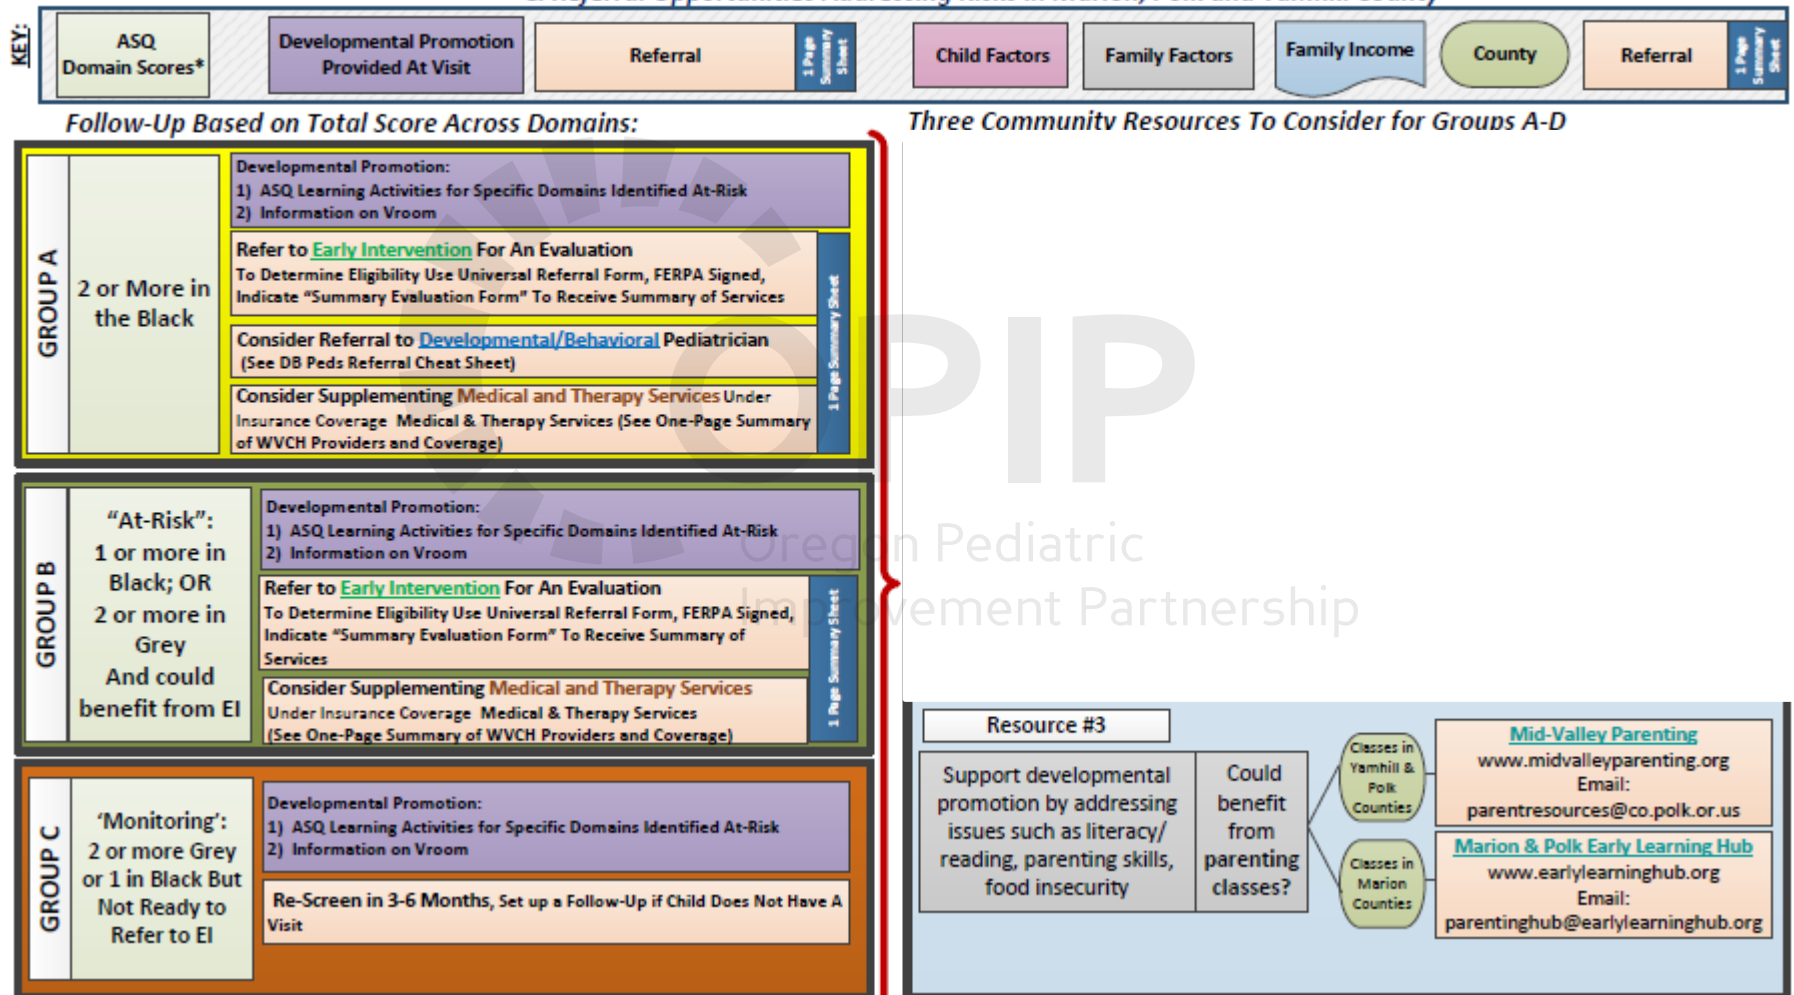 & Referral Opportunities Addressing Risks in Marion, Polk and Yamhill County
KEY:
ASQ
Domain Scores*
Developmental Promotion
Provided At Visit
Referral
1 Page
Summary
Sheet
Child Factors
Family Factors
Family Income
County
Referral
1 Page
Summary
Sheet
Follow-Up Based on Total Score Across Domains:
GROUP A
2 or More in
the Black
Developmental Promotion:
1) ASQ Learning Activities for Specific Domains Identified At-Risk
2) Information on Vroom
Refer to Early Intervention For An Evaluation
To Determine Eligibility Use Universal Referral Form, FERPA Signed,
Indicate "Summary Evaluation Form" To Receive Summary of Services
Consider Referral to Developmental/Behavioral Pediatrician
(See DB Peds Referral Cheat Sheet)
Consider Supplementing Medical and Therapy Services Under
Insurance Coverage Medical & Therapy Services (See One-Page Summary
of WVCH Providers and Coverage)
1 Page Summary Sheet
GROUP B
"At-Risk":
1 or more in
Black; OR
2 or more in
Grey
And could
benefit from EI
Developmental Promotion:
1) ASQ Learning Activities for Specific Domains Identified At-Risk
2) Information on Vroom
Refer to Early Intervention For An Evaluation
To Determine Eligibility Use Universal Referral Form, FERPA Signed,
Indicate "Summary Evaluation Form" To Receive Summary of
Services
Consider Supplementing Medical and Therapy Services
Under Insurance Coverage Medical & Therapy Services
(See One-Page Summary of WVCH Providers and Coverage)
1 Page Summary Sheet
GROUP C
'Monitoring':
2 or more Grey
or 1 in Black But
Not Ready to
Refer to EI
Developmental Promotion:
1) ASQ Learning Activities for Specific Domains Identified At-Risk
2) Information on Vroom
Re-Screen in 3-6 Months, Set up a Follow-Up if Child Does Not Have A
Visit
Three Community Resources To Consider for Groups A-D
OPIP
Oregon Pediatric
Improvement Partnership
Resource #3
Support developmental
promotion by addressing
issues such as literacy/
reading, parenting skills,
food insecurity
Could
benefit
from
parenting
classes?
Classes in
Yamhill &
Polk
Counties
Mid-Valley Parenting
www.midvalleyparenting.org
Email:
parentresources@co.polk.or.us
Classes in
Marion
Counties
Marion & Polk Early Learning Hub
www.earlylearninghub.org
Email:
parentinghub@earlylearninghub.org